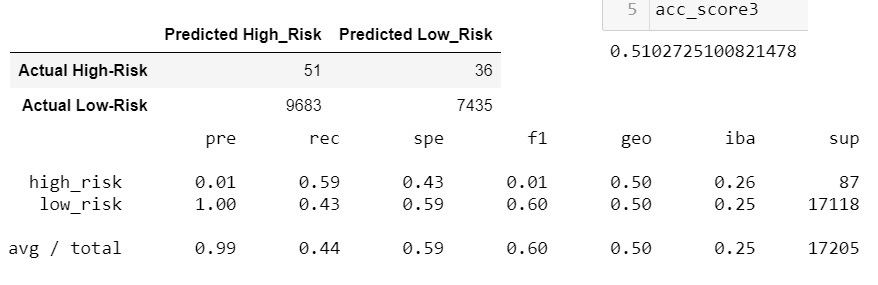 5 acc_score3
0.5102725100821478
Predicted High_Risk Predicted Low_Risk
Actual High-Risk 51 36
Actual Low-Risk 9683 7435
pre rec spe f1 geo iba sup
high_risk 0.01 0.59 0.43 0.01 0.50 0.26 87
low_risk 1.00 0.43 0.59 0.60 0.50 0.25 17118
avg / total 0.99 0.44 0.59 0.60 0.50 0.25 17205